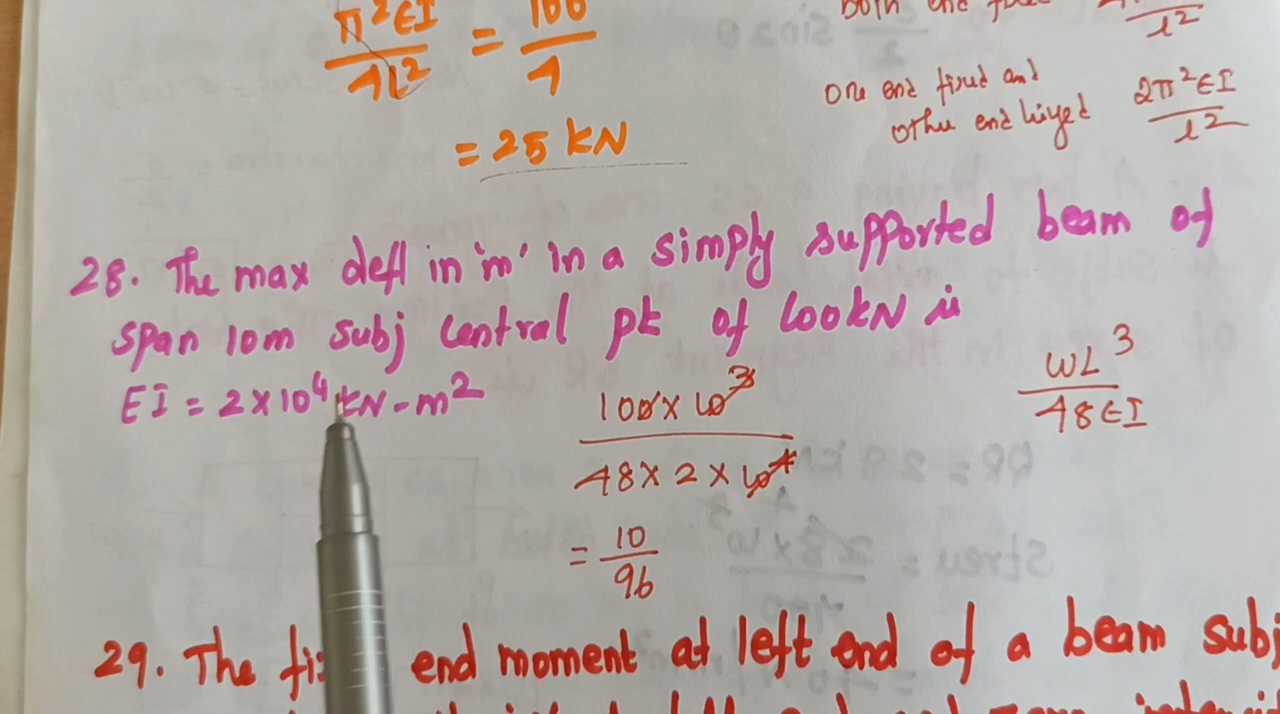 π²EI/4L² = 100/4
= 25 KN
both end
l²
one end fixed and
other end hinged 2π²EI/l²
28. The max defl in 'm' in a simply supported beam of
span 10m subj central pt of 100kN is
EI = 2×10⁴ kN-m²
100×10³/48×2×10⁴
WL³/48EI
= 10/96
29. The end moment at left end of a beam subj